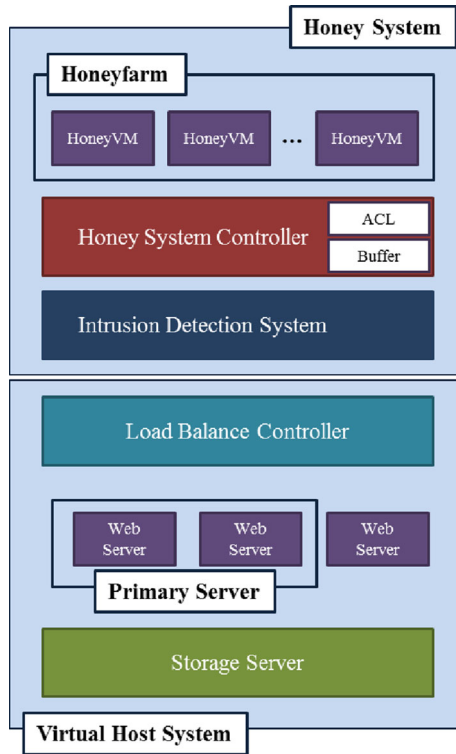 Honey System
Honeyfarm
HoneyVM
HoneyVM
...
HoneyVM
Honey System Controller
ACL
Buffer
Intrusion Detection System
Load Balance Controller
Web
Server
Web
Server
Web
Server
Primary Server
Storage Server
Virtual Host System